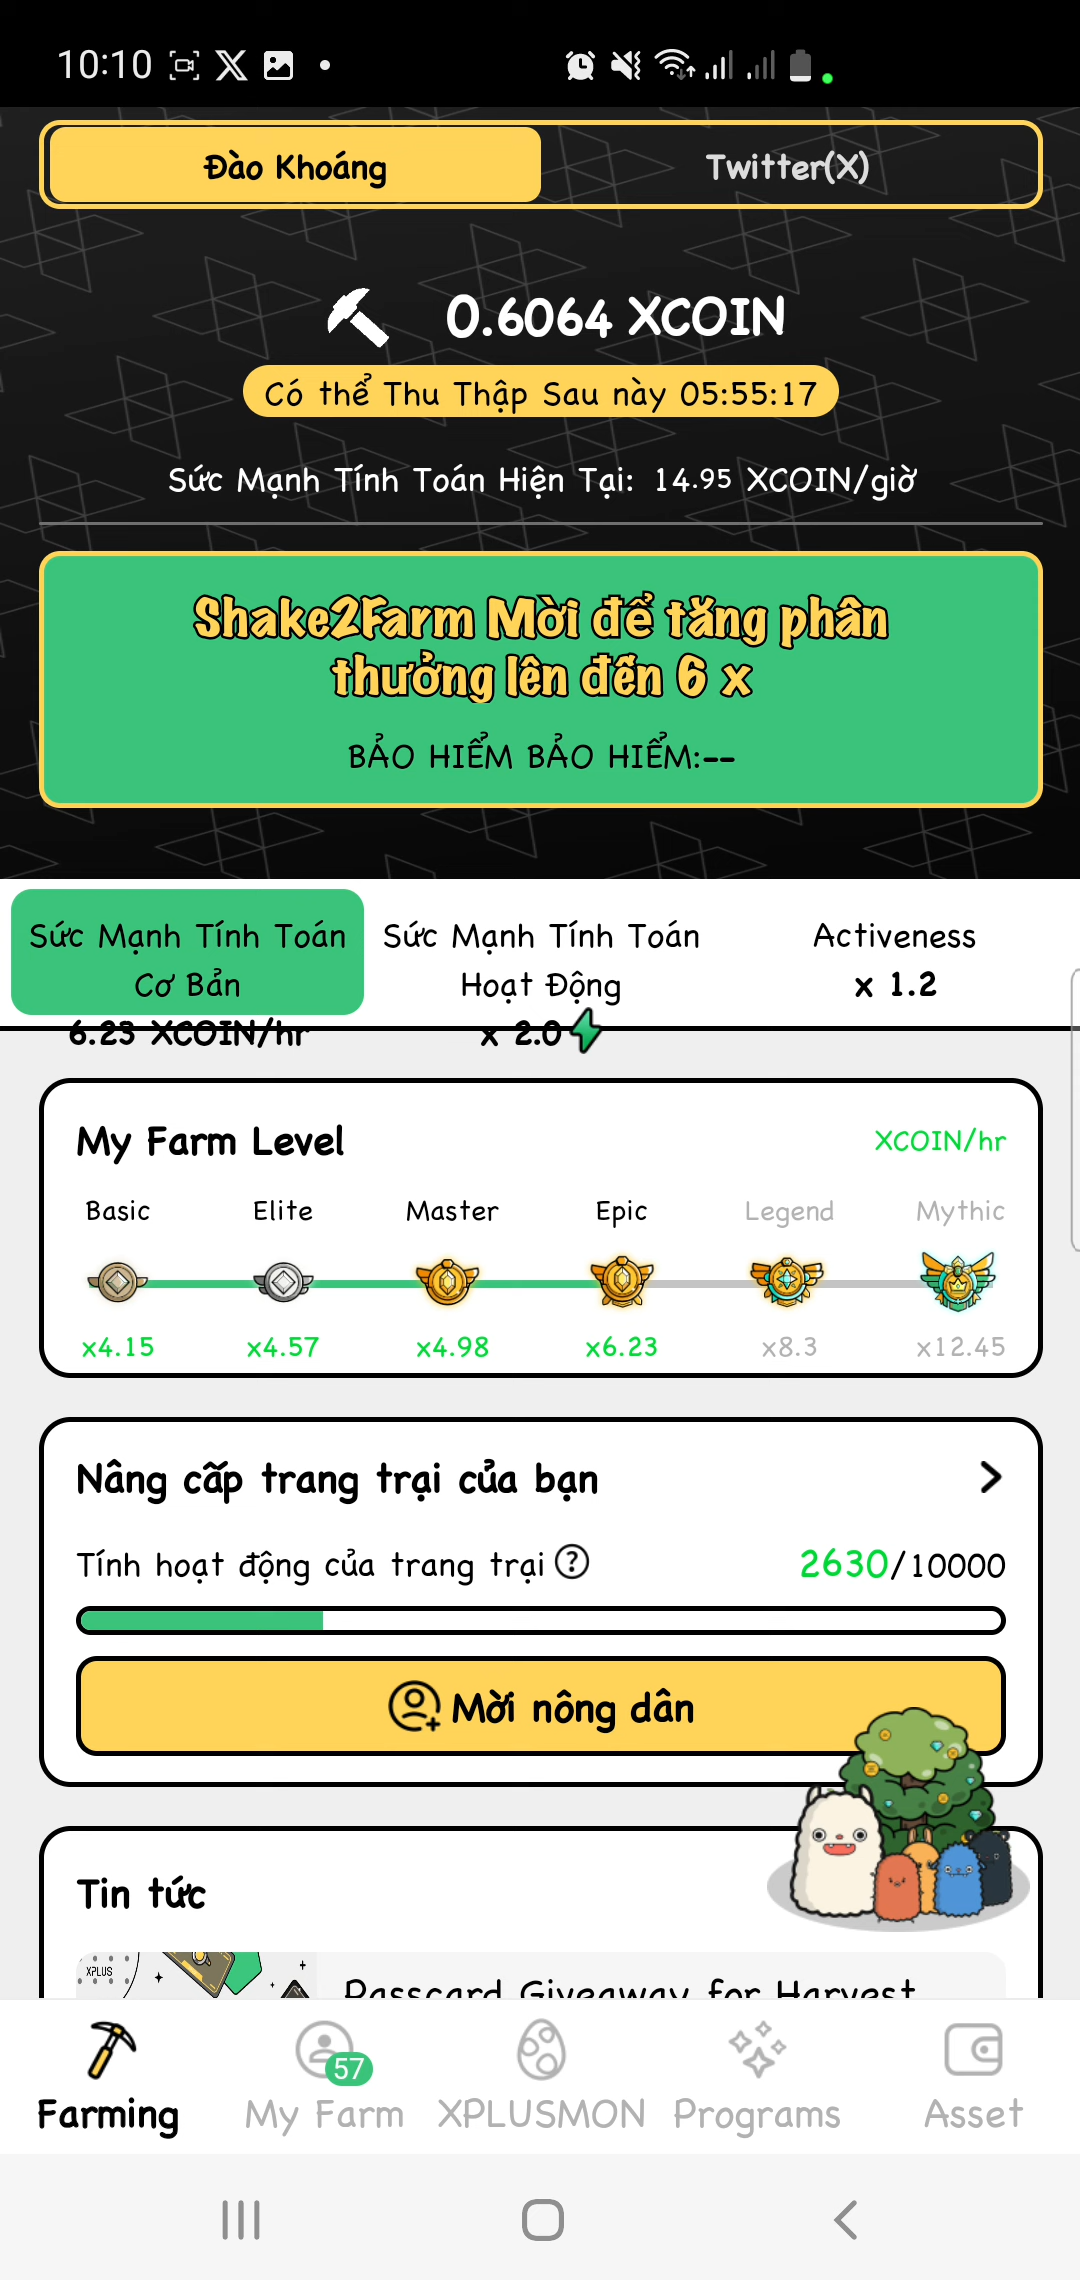 10:10
Đào Khoáng
Twitter(X)
0.6064 XCOIN
Có thể Thu Thập Sau này 05:55:17
Sức Mạnh Tính Toán Hiện Tại: 14.95 XCOIN/giờ
Shake2Farm Mời để tăng phần
thưởng lên đến 6 x
BẢO HIỂM BẢO HIỂM:--
Sức Mạnh Tính Toán
Cơ Bản
6.23 XCOIN/hr
Sức Mạnh Tính Toán
Hoạt Động
x 2.0
Activeness
x 1.2
My Farm Level
XCOIN/hr
Basic Elite Master Epic Legend Mythic
x4.15 x4.57 x4.98 x6.23 x8.3 x12.45
Nâng cấp trang trại của bạn
Tính hoạt động của trang trại ?
2630/10000
Mời nông dân
Tin tức
XPLUS
Passcard Giveaway for Harvest
57
Farming My Farm XPLUSMON Programs Asset